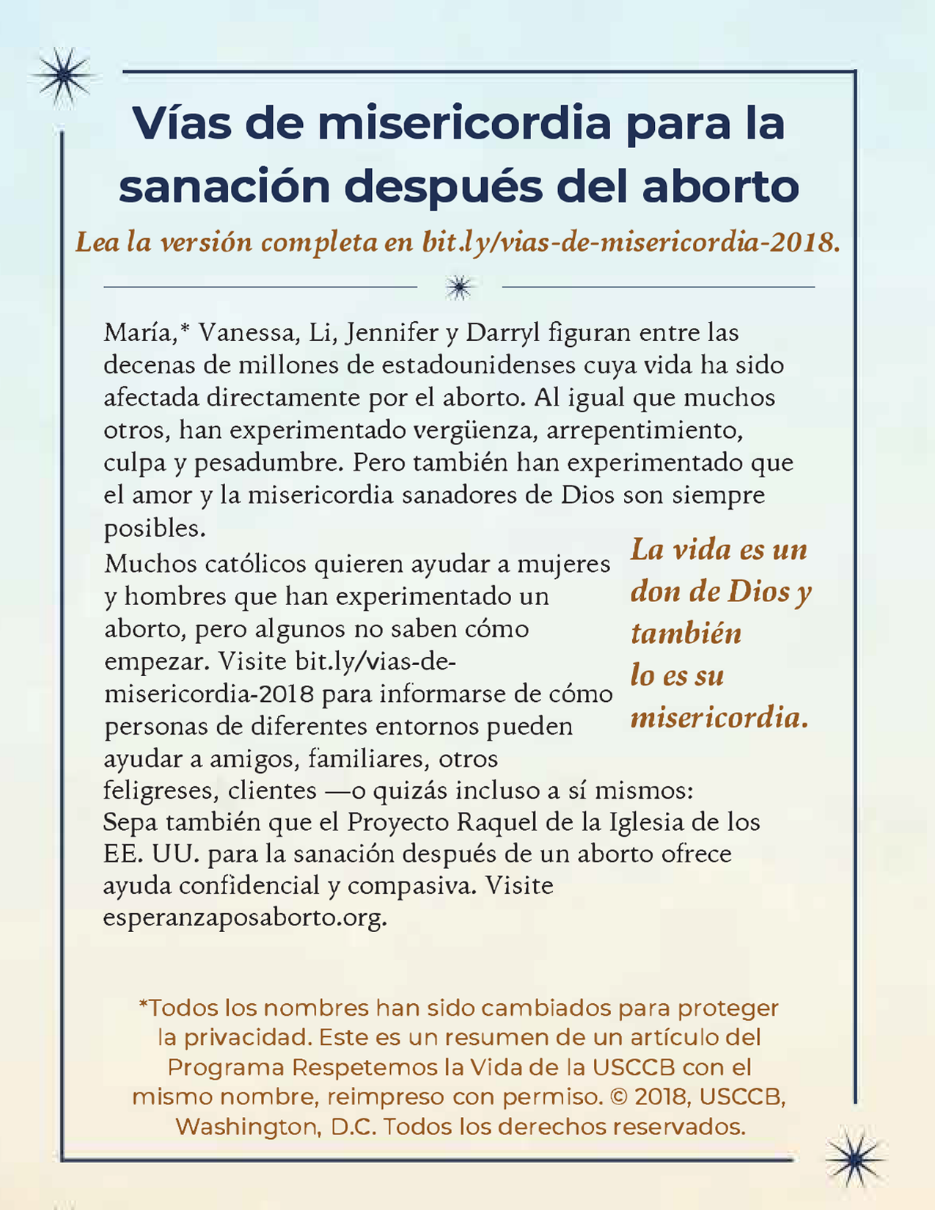 Vías de misericordia para la
sanación después del aborto
Lea la versión completa en bit.ly/vias-de-misericordia-2018.
María,* Vanessa, Li, Jennifer y Darryl figuran entre las
decenas de millones de estadounidenses cuya vida ha sido
afectada directamente por el aborto. Al igual que muchos
otros, han experimentado vergüenza, arrepentimiento,
culpa y pesadumbre. Pero también han experimentado que
el amor y la misericordia sanadores de Dios son siempre
posibles.
Muchos católicos quieren ayudar a mujeres
y hombres que han experimentado un
aborto, pero algunos no saben cómo
empezar. Visite bit.ly/vias-de-
misericordia-2018 para informarse de cómo
personas de diferentes entornos pueden
ayudar a amigos, familiares, otros
feligreses, clientes —o quizás incluso a sí mismos:
Sepa también que el Proyecto Raquel de la Iglesia de los
EE. UU. para la sanación después de un aborto ofrece
ayuda confidencial y compasiva. Visite
esperanzaposaborto.org.
La vida es un
don de Dios y
también
lo es su
misericordia.
*Todos los nombres han sido cambiados para proteger
la privacidad. Este es un resumen de un artículo del
Programa Respetemos la Vida de la USCCB con el
mismo nombre, reimpreso con permiso. © 2018, USCCB,
Washington, D.C. Todos los derechos reservados.